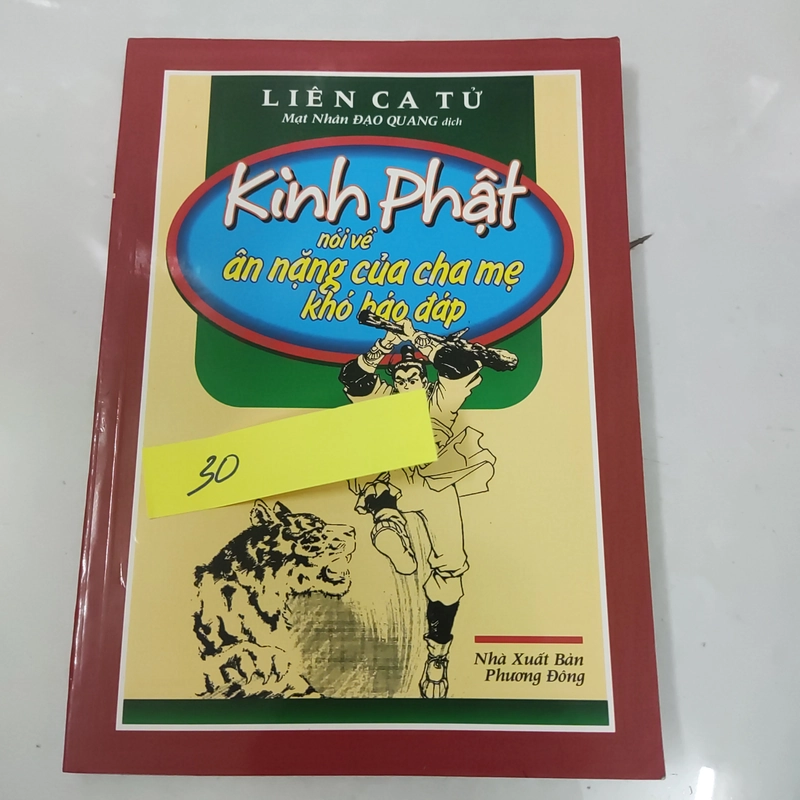 LIÊN CA TỬ
Mạt Nhân ĐẠO QUANG dịch
Kình Phật
nói về
ân nặng của cha mẹ
khó báo đáp
30
Nhà Xuất Bản
Phương Đông